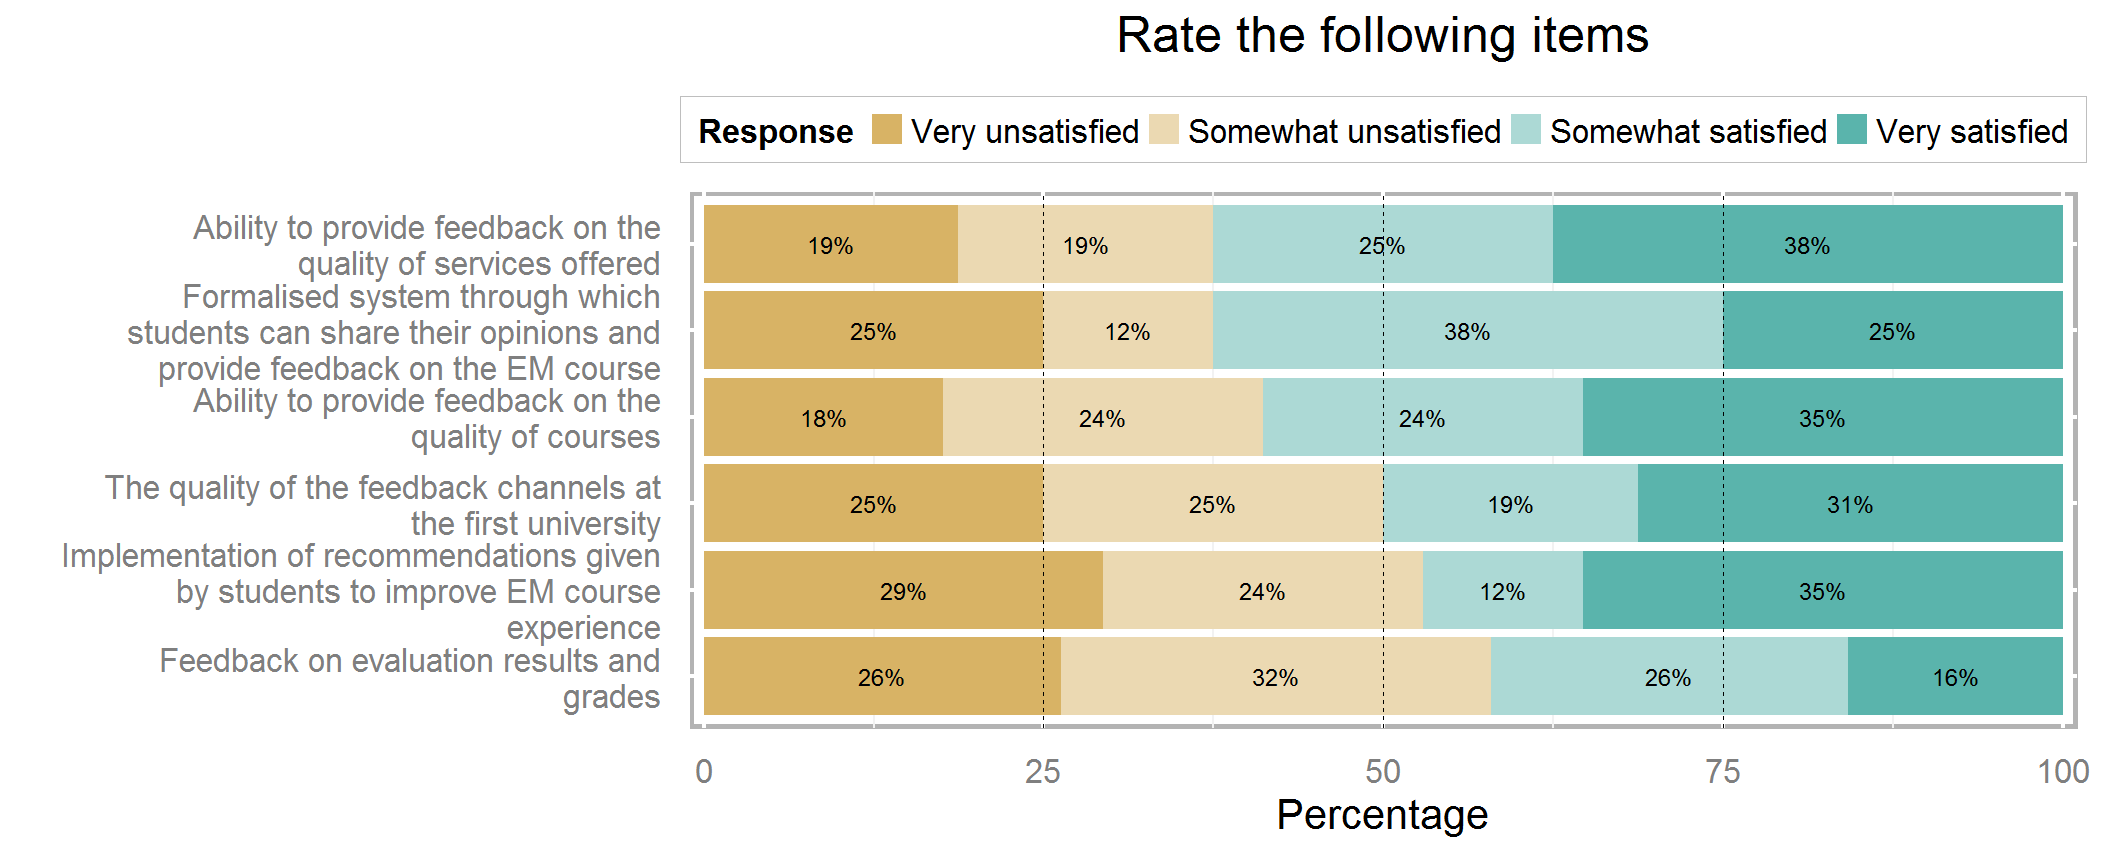 Rate the following items
Response Very unsatisfied Somewhat unsatisfied Somewhat satisfied Very satisfied
Ability to provide feedback on the
quality of services offered
19% 19% 25% 38%
Formalised system through which
students can share their opinions and
provide feedback on the EM course
25% 12% 38% 25%
Ability to provide feedback on the
quality of courses
18% 24% 24% 35%
The quality of the feedback channels at
the first university
25% 25% 19% 31%
Implementation of recommendations given
by students to improve EM course
experience
29% 24% 12% 35%
Feedback on evaluation results and
grades
26% 32% 26% 16%
0 25 50 75 100
Percentage